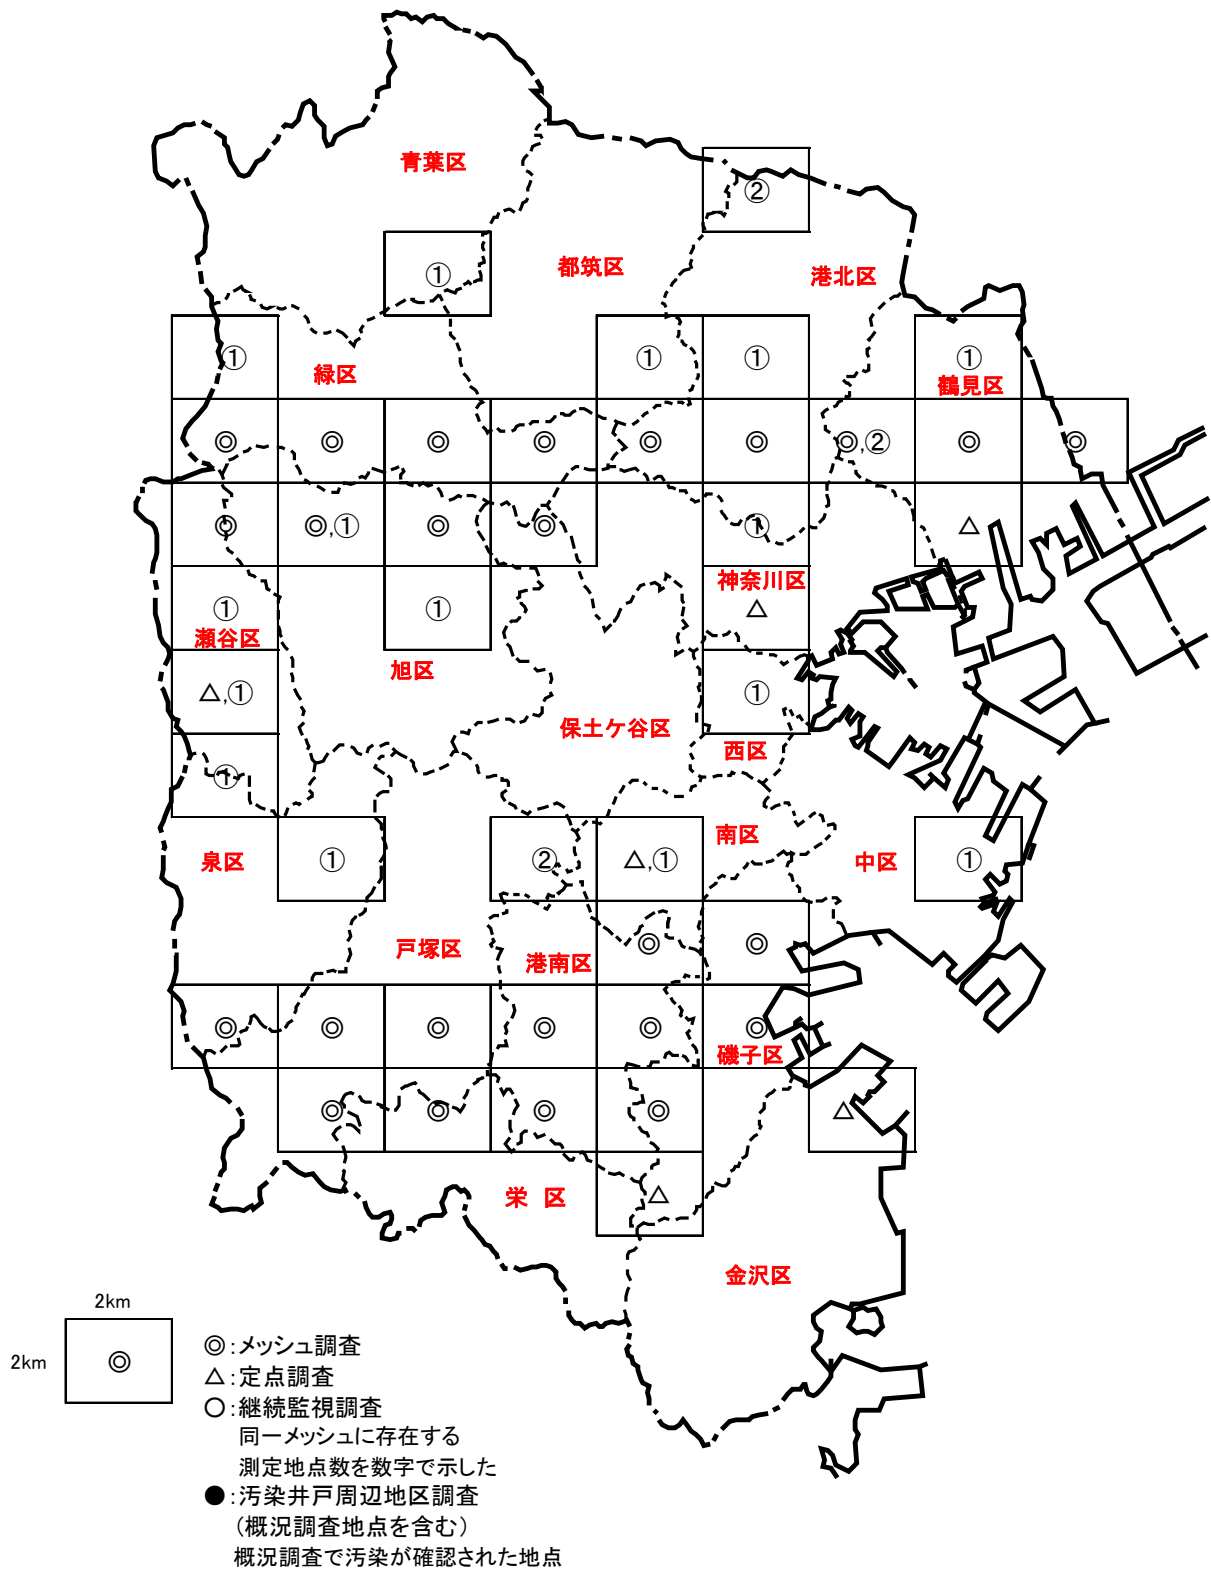 青葉区
②
都筑区
港北区
①
①
①
①
①
緑区
鶴見区
◎
◎
◎
◎
◎
◎
◎,②
◎
◎
◎
◎,①
◎
◎
①
△
神奈川区
①
①
△
瀬谷区
旭区
△,①
①
保土ケ谷区
西区
①
南区
泉区
①
②
△,①
中区
①
戸塚区
港南区
◎
◎
◎
◎
◎
◎
◎
◎
磯子区
◎
◎
◎
◎
△
栄 区
△
金沢区
2km
2km
◎
◎:メッシュ調査
△:定点調査
○:継続監視調査
同一メッシュに存在する
測定地点数を数字で示した
●:汚染井戸周辺地区調査
(概況調査地点を含む)
概況調査で汚染が確認された地点